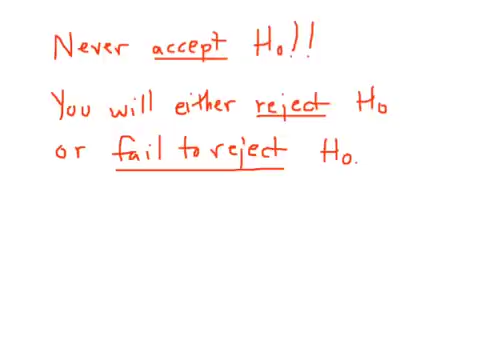 Never accept H₀!!
You will either reject H₀
or fail to reject H₀.